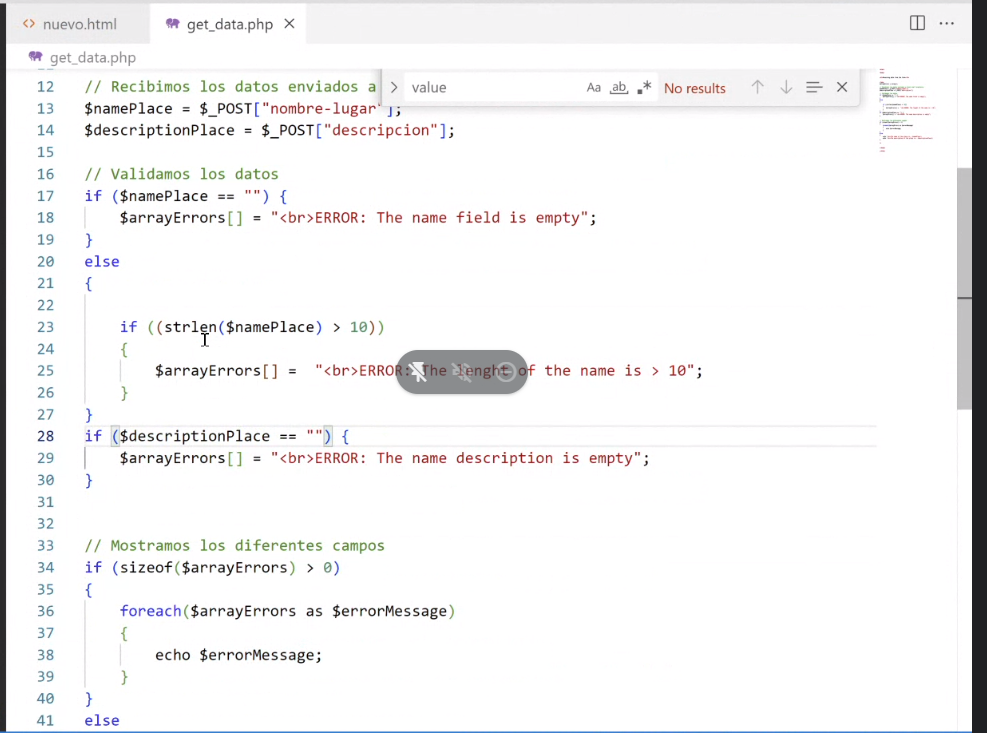 nuevo.html
get_data.php
get_data.php
value
Aa
ab
No results
12 // Recibimos los datos enviados a
13 $namePlace = $_POST["nombre-lugar"];
14 $descriptionPlace = $_POST["descripcion"];
15
16 // Validamos los datos
17 if ($namePlace == "") {
18 $arrayErrors[] = "<br>ERROR: The name field is empty";
19 }
20 else
21 {
22
23 if ((strlen($namePlace) > 10))
24 {
25 $arrayErrors[] = "<br>ERROR: The lenght of the name is > 10";
26 }
27 }
28 if ($descriptionPlace == "") {
29 $arrayErrors[] = "<br>ERROR: The name description is empty";
30 }
31
32
33 // Mostramos los diferentes campos
34 if (sizeof($arrayErrors) > 0)
35 {
36 foreach($arrayErrors as $errorMessage)
37 {
38 echo $errorMessage;
39 }
40 }
41 else